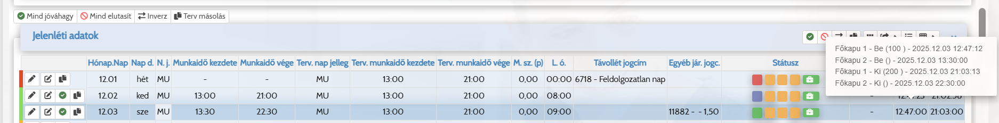 Mind jóváhagy Mind elutasít Inverz Terv másolás
Jelenléti adatok
Főkapu 1 - Be (100 ) - 2025.12.03 12:47:12
Főkapu 2 - Be () - 2025.12.03 13:30:00
Főkapu 1 - Ki (200 ) - 2025.12.03 21:03:13
Főkapu 2 - Ki () - 2025.12.03 22:30:00
Hónap.Nap Nap d. N. j. Munkaidő kezdete Munkaidő vége Terv. nap jelleg Terv. munkaidő kezdete Terv. munkaidő vége M. sz. (p) L. ó. Távollét jogcím Egyéb jár. jogc. Státusz
12.01 hét MU - - MU 13:00 21:00 0,00 00:00 6718 - Feldolgozatlan nap
12.02 ked MU 13:00 21:00 MU 13:00 21:00 0,00 08:00 -
12.03 sze MU 13:30 22:30 MU 13:00 21:00 0,00 09:00 11882 - - 1,50 - 12:47:00 21:03:00